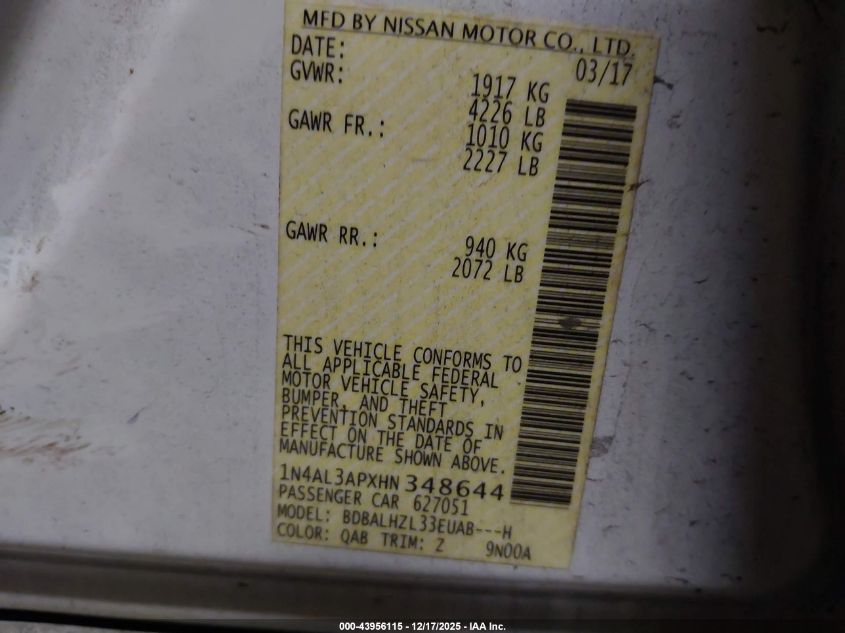 MFD BY NISSAN MOTOR CO., LTD.
DATE: 03/17
GVWR: 1917 KG
4226 LB
GAWR FR.: 1010 KG
2227 LB
GAWR RR.: 940 KG
2072 LB
THIS VEHICLE CONFORMS TO
ALL APPLICABLE FEDERAL
MOTOR VEHICLE SAFETY,
BUMPER, AND THEFT
PREVENTION STANDARDS IN
EFFECT ON THE DATE OF
MANUFACTURE SHOWN ABOVE.
1N4AL3APXHN 348644
PASSENGER CAR 627051
MODEL: BDBALHZL33EUAB---H
COLOR: QAB TRIM: Z 9N00A
000-43956115 - 12/17/2025 - IAA Inc.